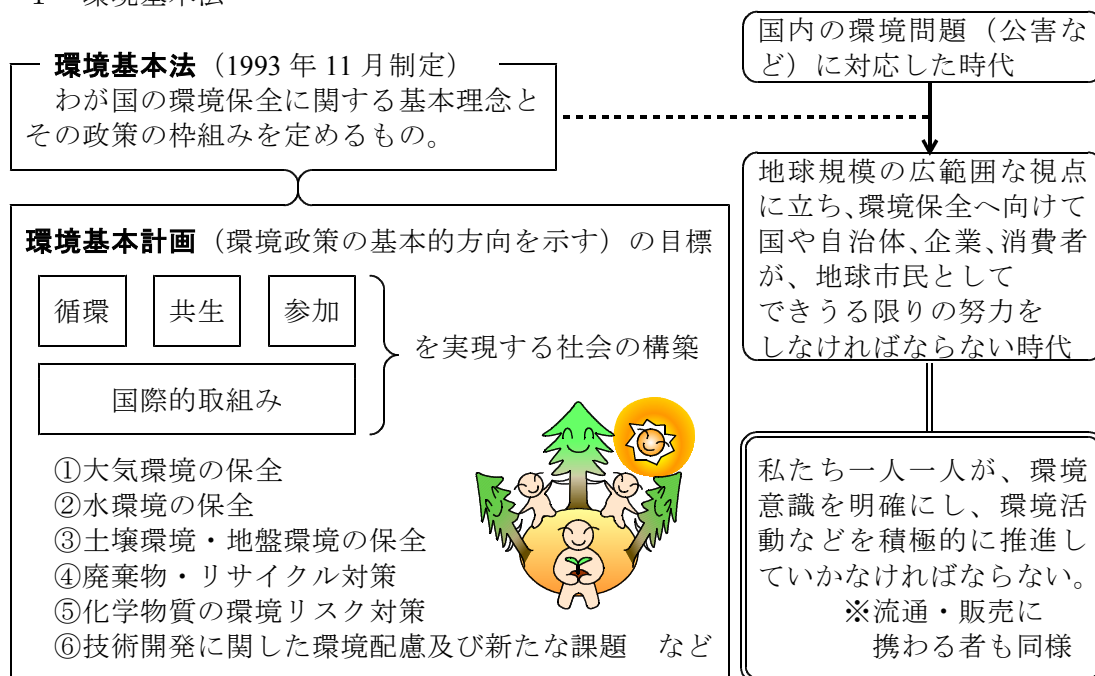 環境基本法（1993 年 11 月制定）
わが国の環境保全に関する基本理念と
その政策の枠組みを定めるもの。
環境基本計画（環境政策の基本的方向を示す）の目標
循環
共生
参加
国際的取組み
を実現する社会の構築
①大気環境の保全
②水環境の保全
③土壌環境・地盤環境の保全
④廃棄物・リサイクル対策
⑤化学物質の環境リスク対策
⑥技術開発に関した環境配慮及び新たな課題　など
国内の環境問題（公害な
ど）に対応した時代
地球規模の広範囲な視点
に立ち、環境保全へ向けて
国や自治体、企業、消費者
が、地球市民として
できうる限りの努力を
しなければならない時代
私たち一人一人が、環境
意識を明確にし、環境活
動などを積極的に推進し
ていかなければならない。
※流通・販売に
携わる者も同様